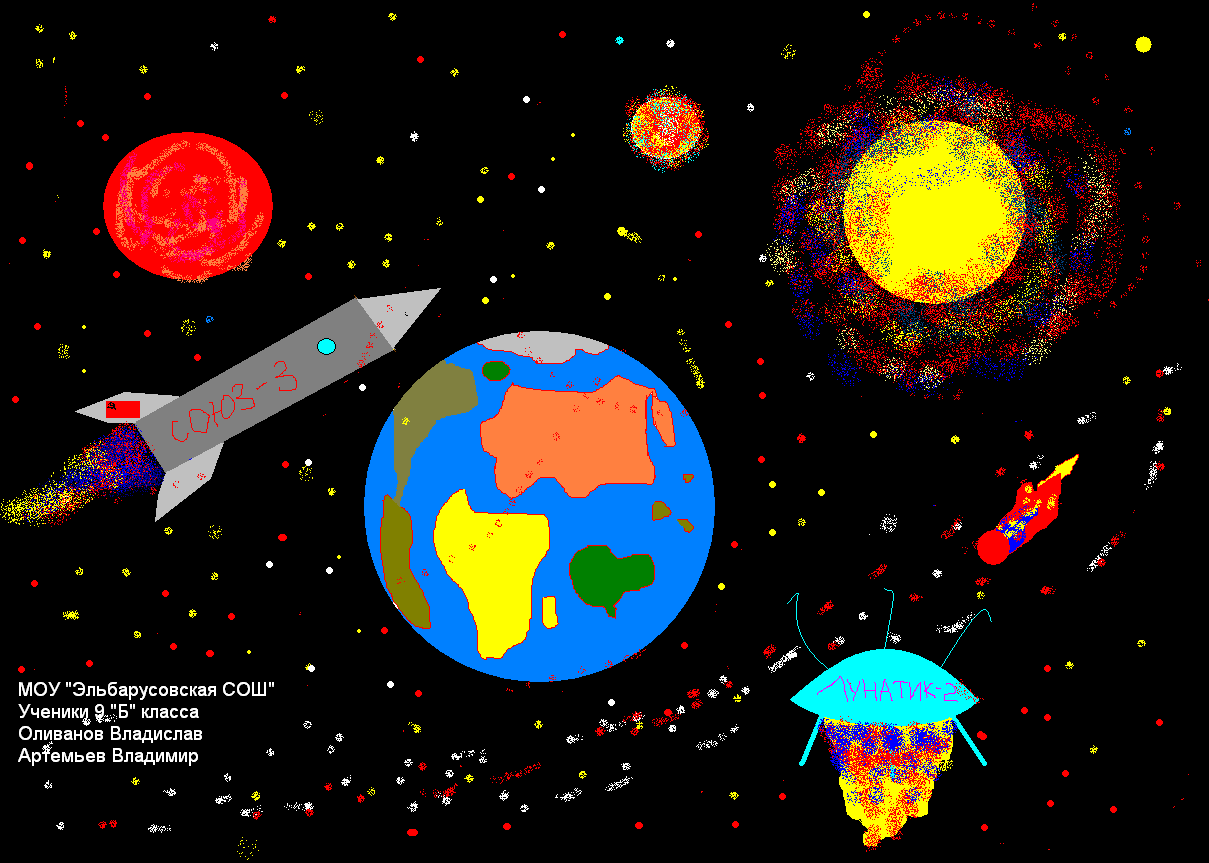 СОЮЗ-3
ЛУНАТИК-2
МОУ "Эльбарусовская СОШ"
Ученики 9 "Б" класса
Оливанов Владислав
Артемьев Владимир